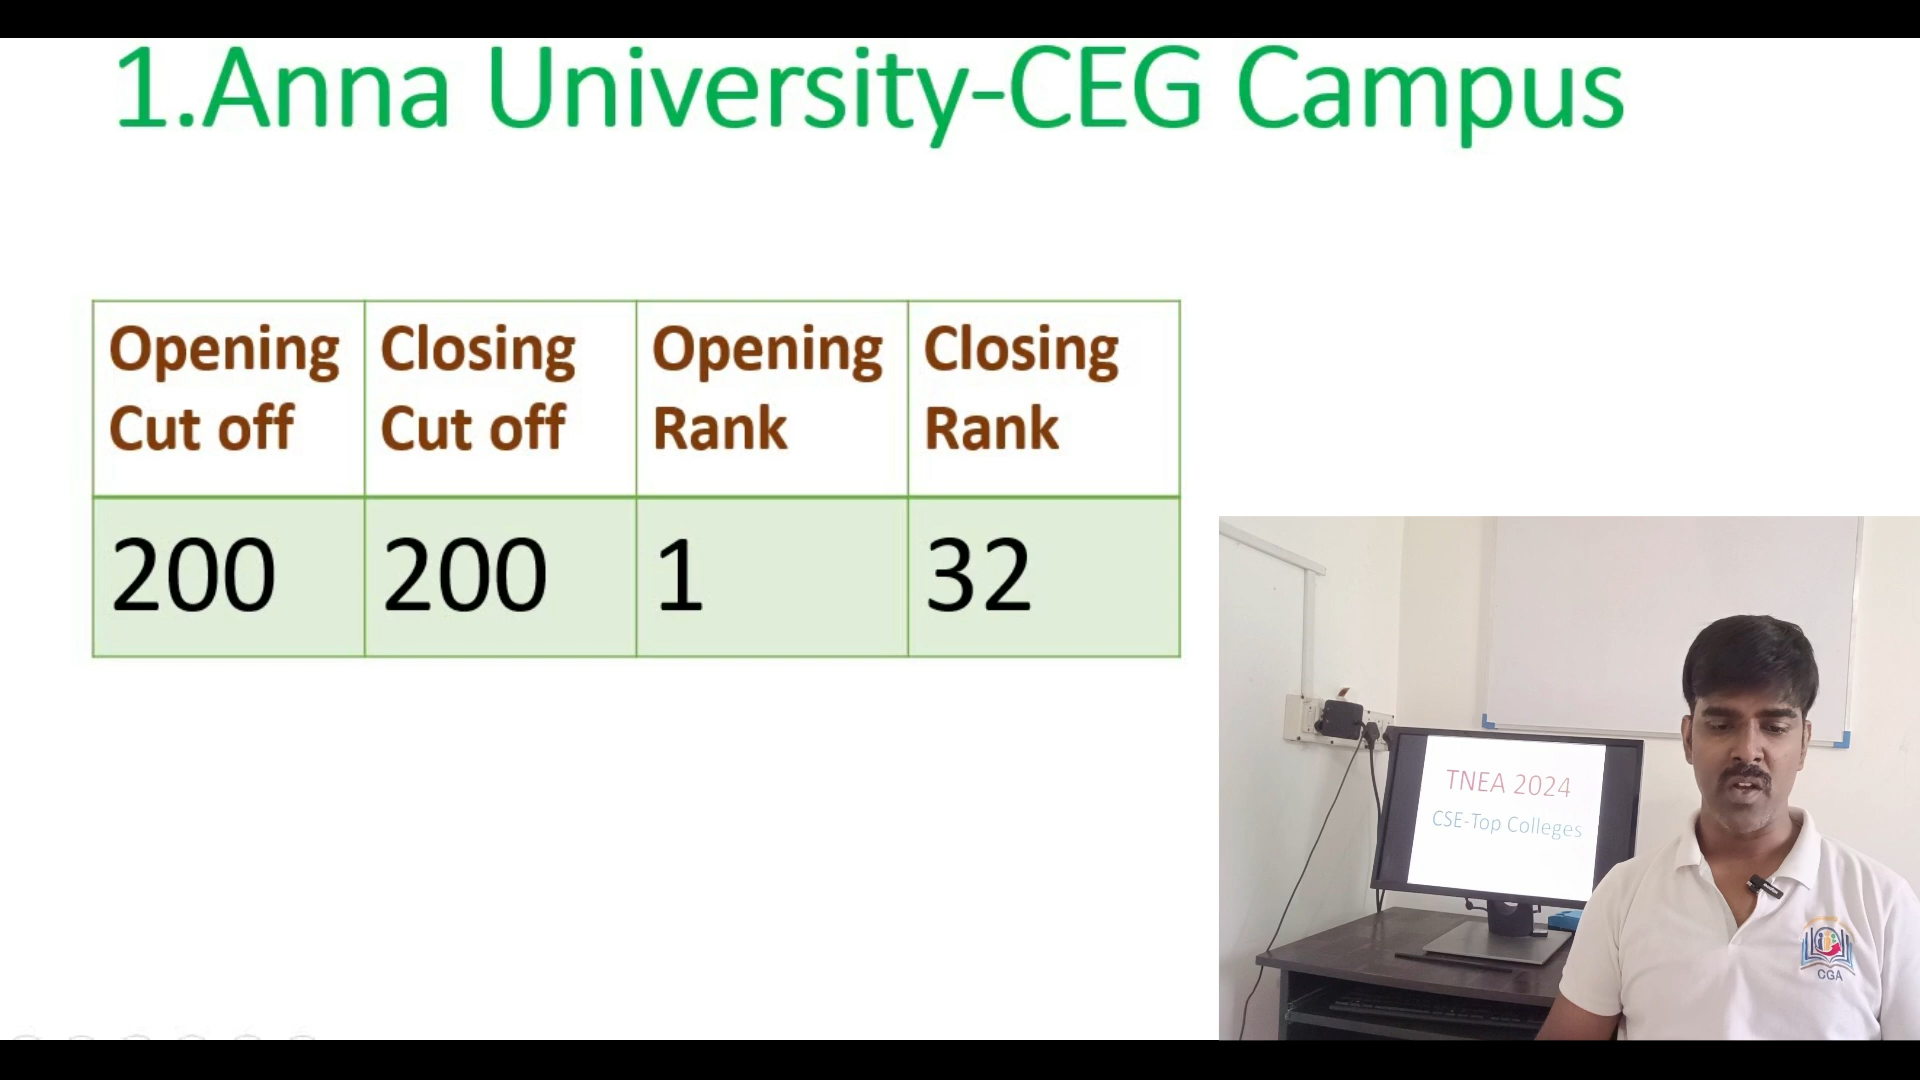 1.Anna University-CEG Campus
Opening Cut off
Closing Cut off
Opening Rank
Closing Rank
200 200 1 32
TNEA 2024
CSE-Top Colleges
CGA